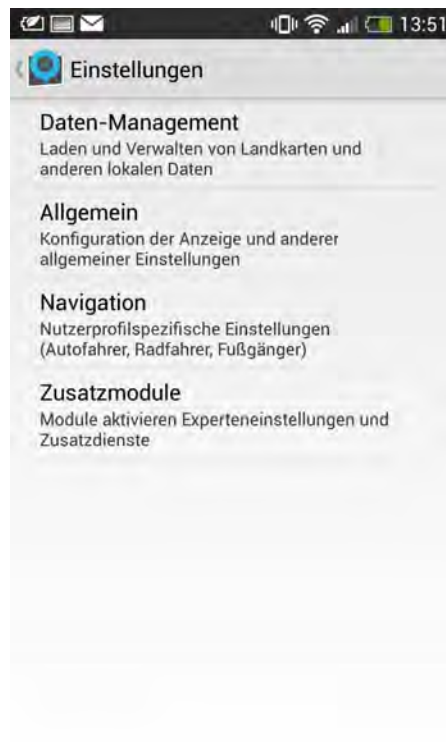 13:51
Einstellungen
Daten-Management
Laden und Verwalten von Landkarten und
anderen lokalen Daten
Allgemein
Konfiguration der Anzeige und anderer
allgemeiner Einstellungen
Navigation
Nutzerprofilspezifische Einstellungen
(Autofahrer, Radfahrer, Fußgänger)
Zusatzmodule
Module aktivieren Experteneinstellungen und
Zusatzdienste